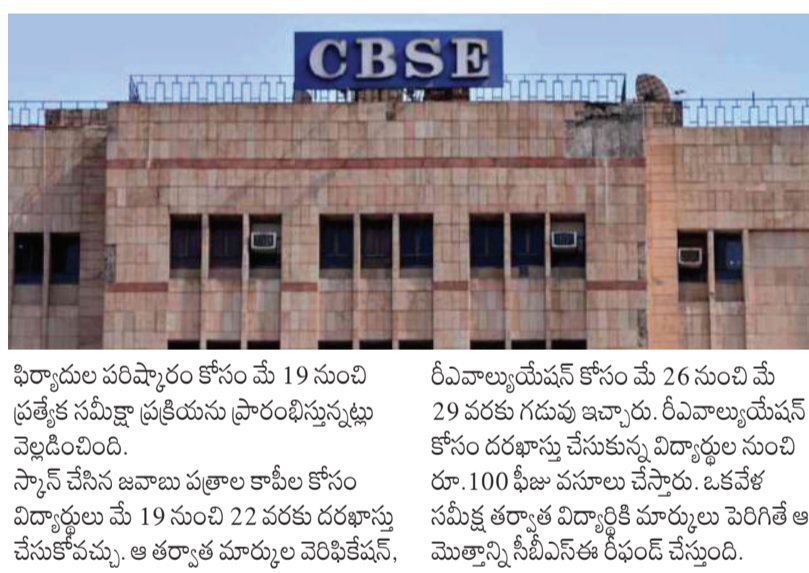 CBSE
ఫిర్యాదుల పరిష్కారం కోసం మే 19 నుంచి
ప్రత్యేక సమీక్షా ప్రక్రియను ప్రారంభిస్తున్నట్లు
వెల్లడించింది.
స్కాన్ చేసిన జవాబు పత్రాల కాపీల కోసం
విద్యార్థులు మే 19 నుంచి 22 వరకు దరఖాస్తు
చేసుకోవచ్చు. ఆ తర్వాత మార్కుల వెరిఫికేషన్,
రీఎవాల్యుయేషన్ కోసం మే 26 నుంచి మే
29 వరకు గడువు ఇచ్చారు. రీఎవాల్యుయేషన్
కోసం దరఖాస్తు చేసుకున్న విద్యార్థుల నుంచి
రూ.100 ఫీజు వసూలు చేస్తారు. ఒకవేళ
సమీక్ష తర్వాత విద్యార్థికి మార్కులు పెరిగితే ఆ
మొత్తాన్ని సీబీఎస్ఈ రీఫండ్ చేస్తుంది.